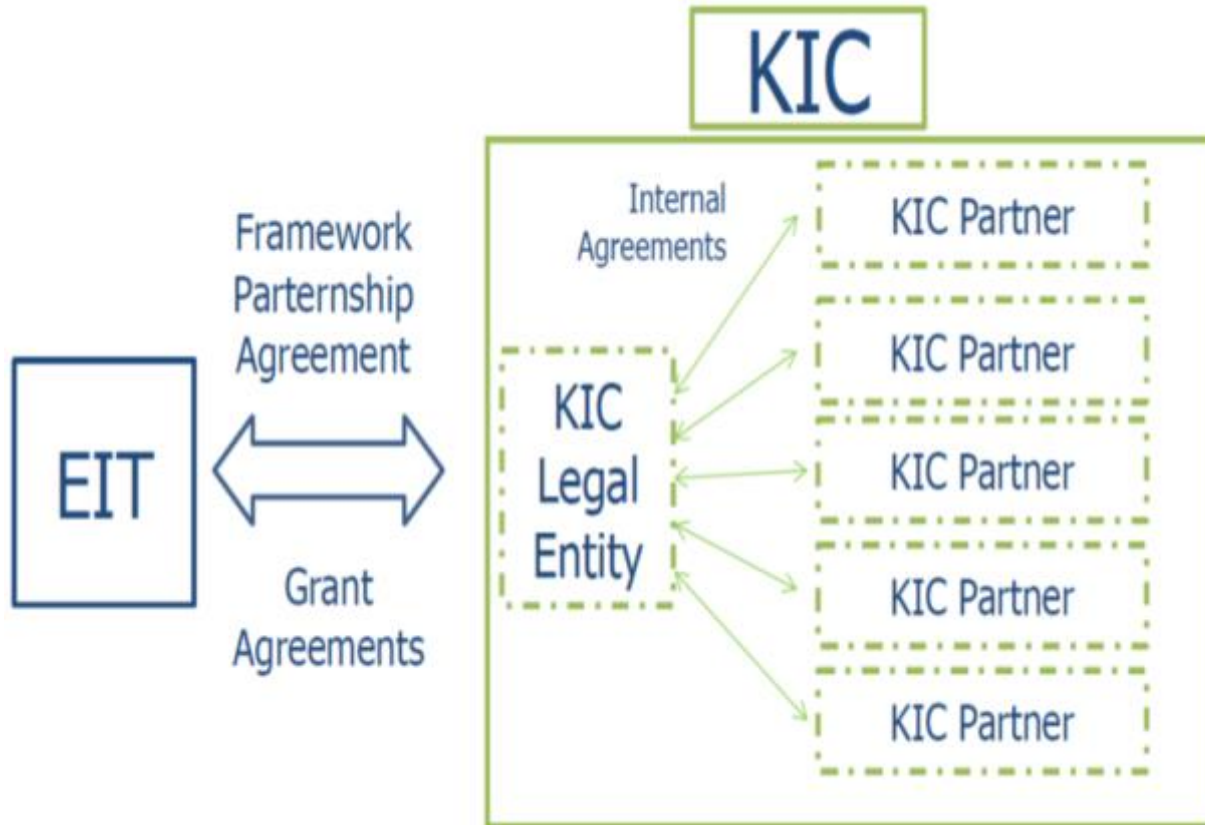 KIC
Framework
Parternship
Agreement
EIT
Grant
Agreements
Internal
Agreements
KIC
Legal
Entity
KIC Partner
KIC Partner
KIC Partner
KIC Partner
KIC Partner